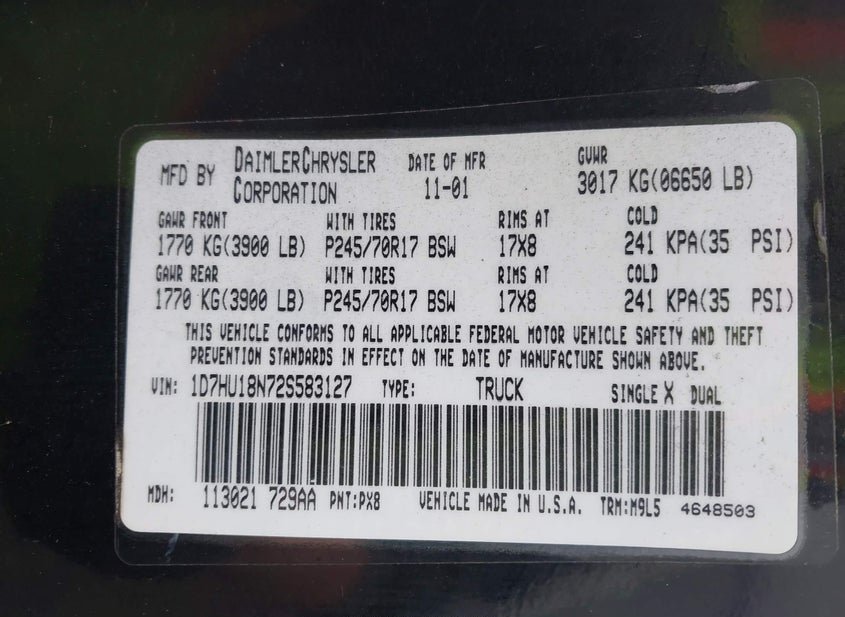 MFD BY DAIMLERCHRYSLER CORPORATION DATE OF MFR 11-01 GVWR 3017 KG(06650 LB)
GAWR FRONT WITH TIRES RIMS AT COLD
1770 KG(3900 LB) P245/70R17 BSW 17X8 241 KPA(35 PSI)
GAWR REAR WITH TIRES RIMS AT COLD
1770 KG(3900 LB) P245/70R17 BSW 17X8 241 KPA(35 PSI)
THIS VEHICLE CONFORMS TO ALL APPLICABLE FEDERAL MOTOR VEHICLE SAFETY AND THEFT
PREVENTION STANDARDS IN EFFECT ON THE DATE OF MANUFACTURE SHOWN ABOVE.
VIN: 1D7HU18N72S583127 TYPE: TRUCK SINGLE X DUAL
MDH: 113021 729AA PNT:PX8 VEHICLE MADE IN U.S.A. TRM:M9L5 4648503